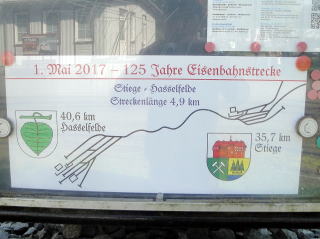 1. Mai 2017 – 125 Jahre Eisenbahnstrecke
Stiege - Hasselfelde
Streckenlänge 4,9 km
40,6 km
Hasselfelde
35,7 km
Stiege